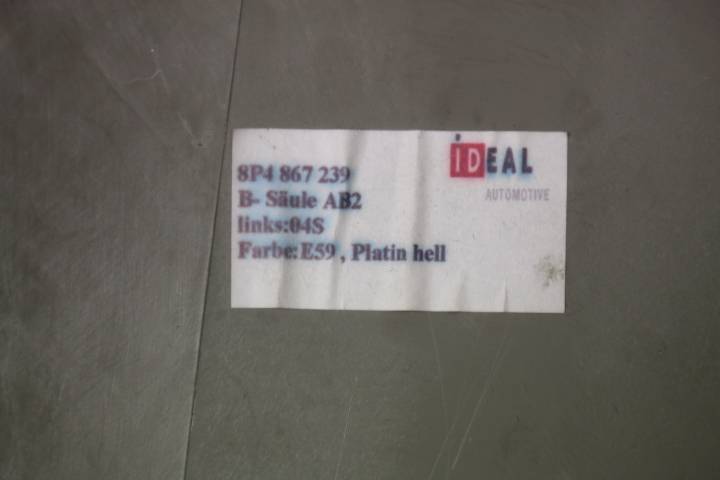 iDEAL
AUTOMOTIVE
8P4 867 239
B- Säule AB2
links:04S
Farbe:E59 , Platin hell